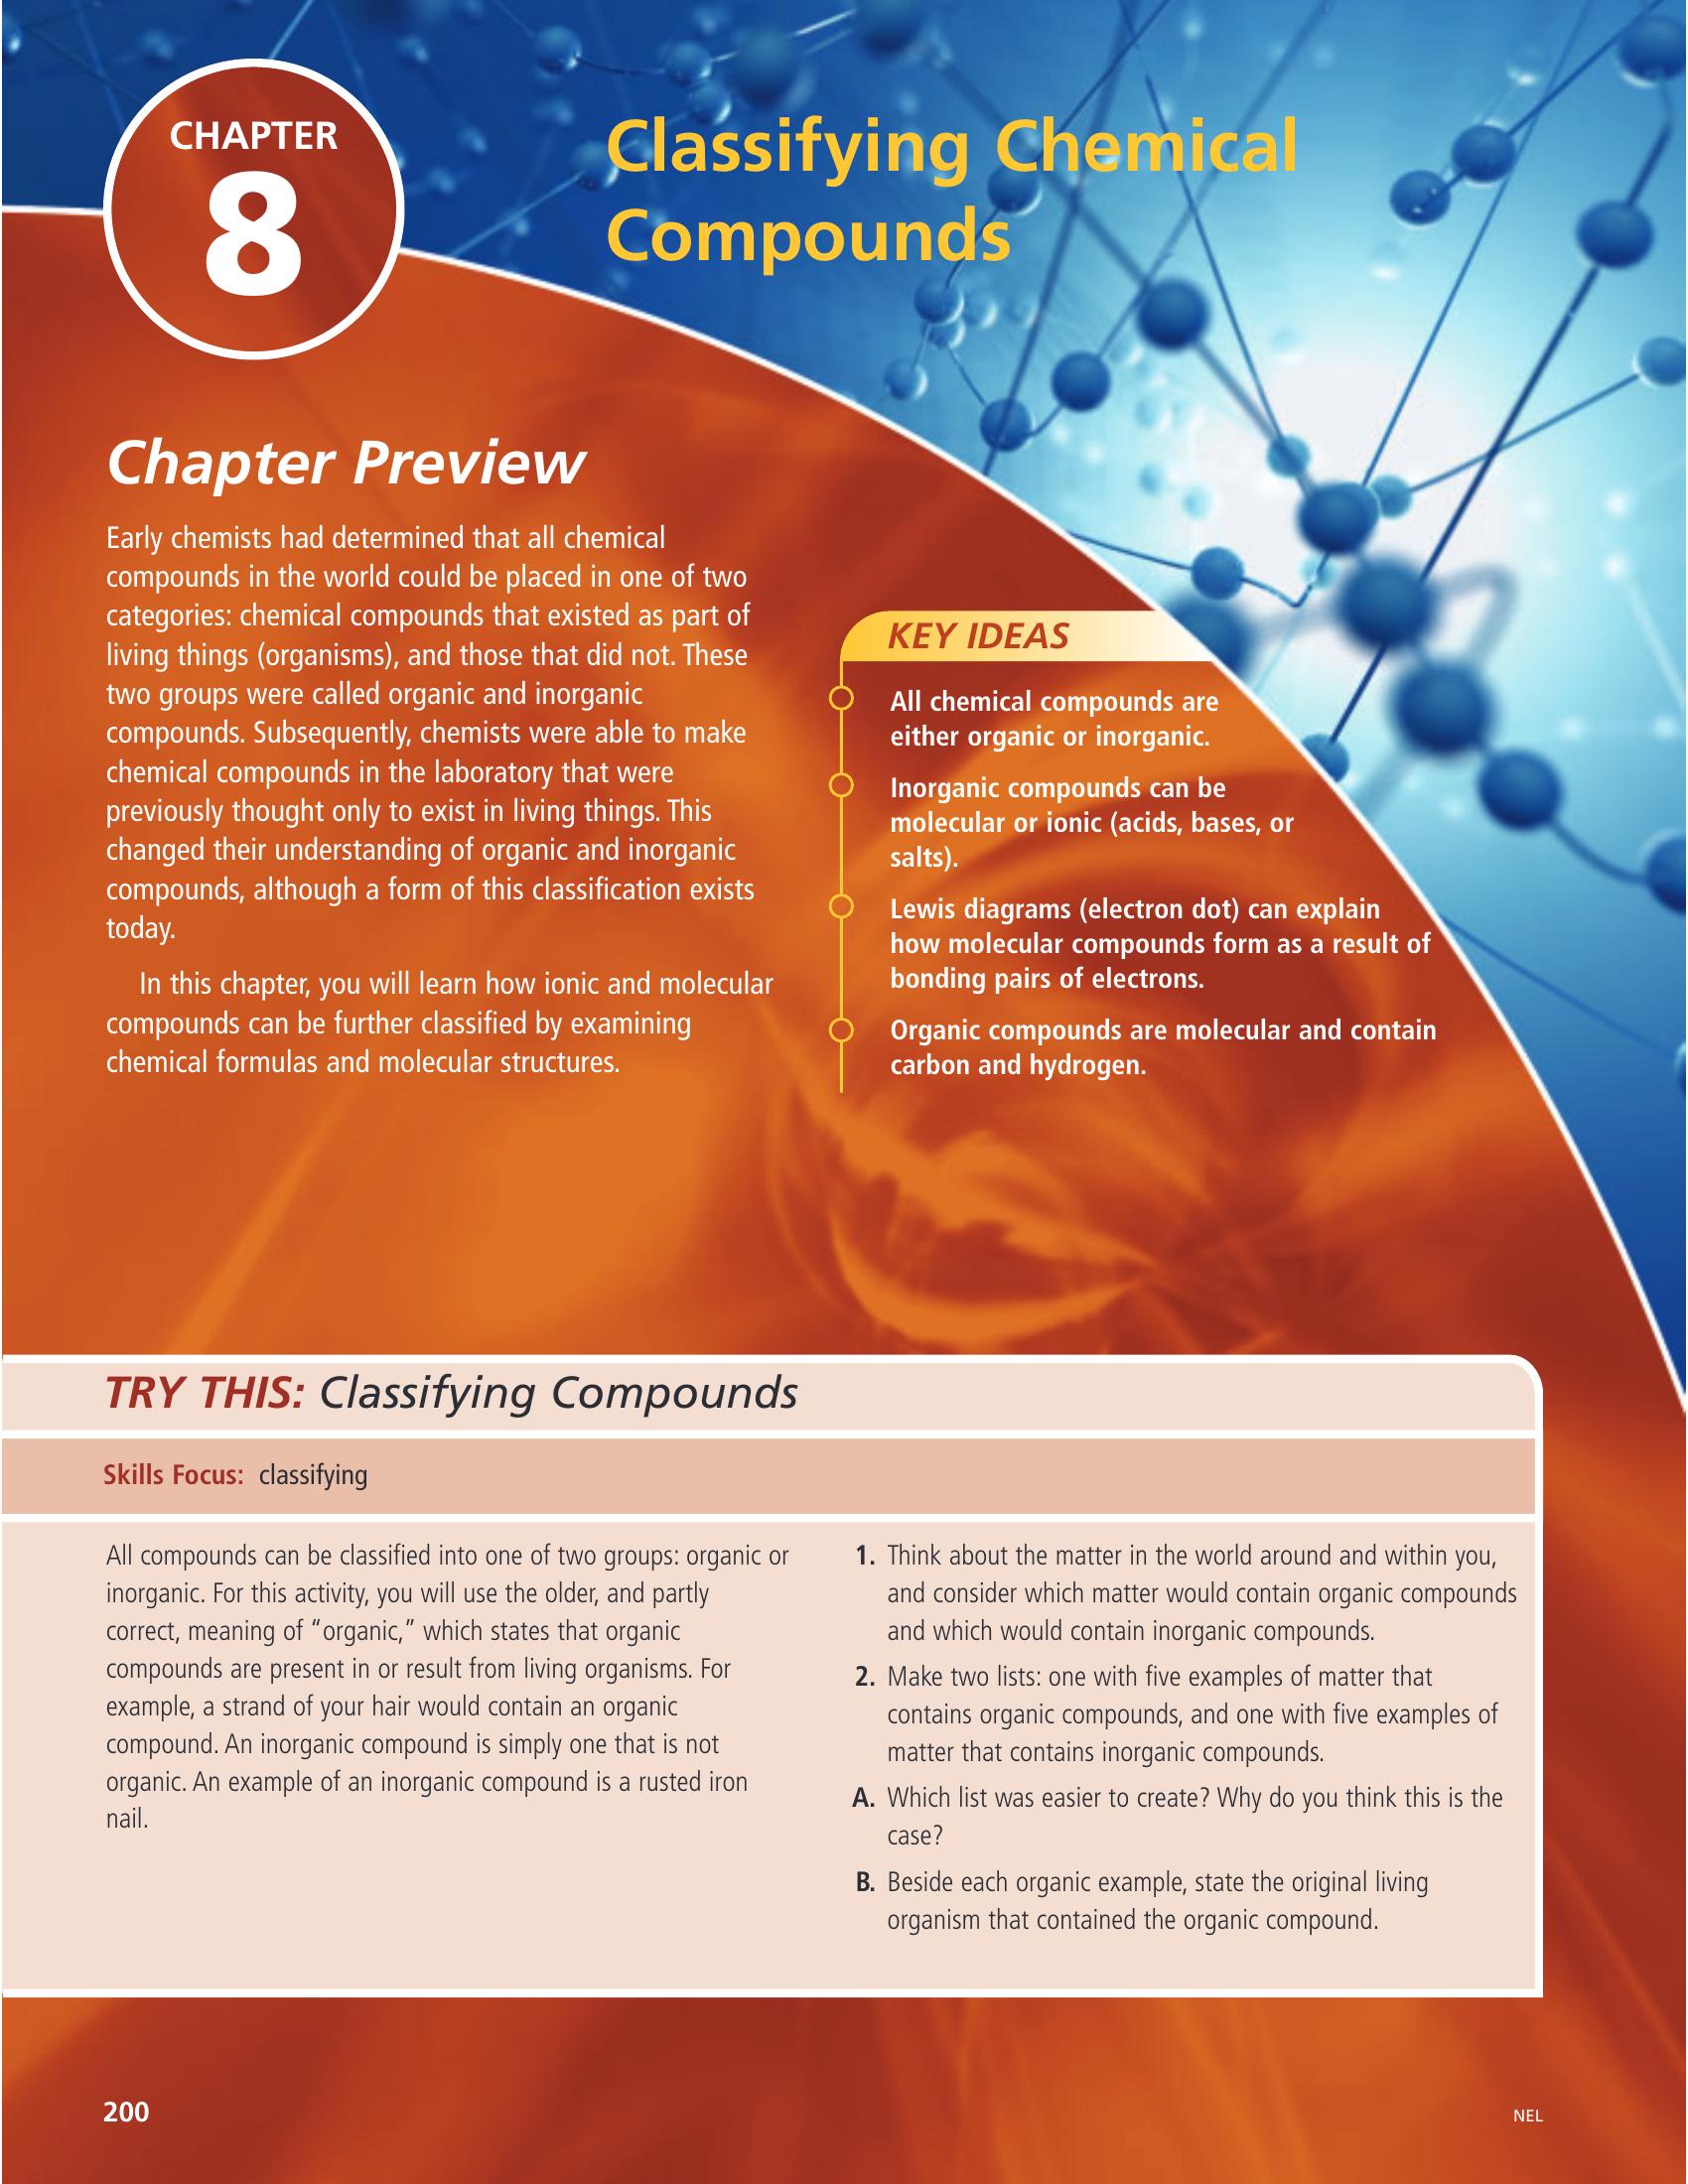 CHAPTER
8
Classifying Chemical
Compounds
Chapter Preview
Early chemists had determined that all chemical
compounds in the world could be placed in one of two
categories: chemical compounds that existed as part of
living things (organisms), and those that did not. These
two groups were called organic and inorganic
compounds. Subsequently, chemists were able to make
chemical compounds in the laboratory that were
previously thought only to exist in living things. This
changed their understanding of organic and inorganic
compounds, although a form of this classification exists
today.
In this chapter, you will learn how ionic and molecular
compounds can be further classified by examining
chemical formulas and molecular structures.
KEY IDEAS
All chemical compounds are
either organic or inorganic.
Inorganic compounds can be
molecular or ionic (acids, bases, or
salts).
Lewis diagrams (electron dot) can explain
how molecular compounds form as a result of
bonding pairs of electrons.
Organic compounds are molecular and contain
carbon and hydrogen.
TRY THIS: Classifying Compounds
Skills Focus: classifying
All compounds can be classified into one of two groups: organic or
inorganic. For this activity, you will use the older, and partly
correct, meaning of “organic,” which states that organic
compounds are present in or result from living organisms. For
example, a strand of your hair would contain an organic
compound. An inorganic compound is simply one that is not
organic. An example of an inorganic compound is a rusted iron
nail.
1. Think about the matter in the world around and within you,
and consider which matter would contain organic compounds
and which would contain inorganic compounds.
2. Make two lists: one with five examples of matter that
contains organic compounds, and one with five examples of
matter that contains inorganic compounds.
A. Which list was easier to create? Why do you think this is the
case?
B. Beside each organic example, state the original living
organism that contained the organic compound.
200
NEL